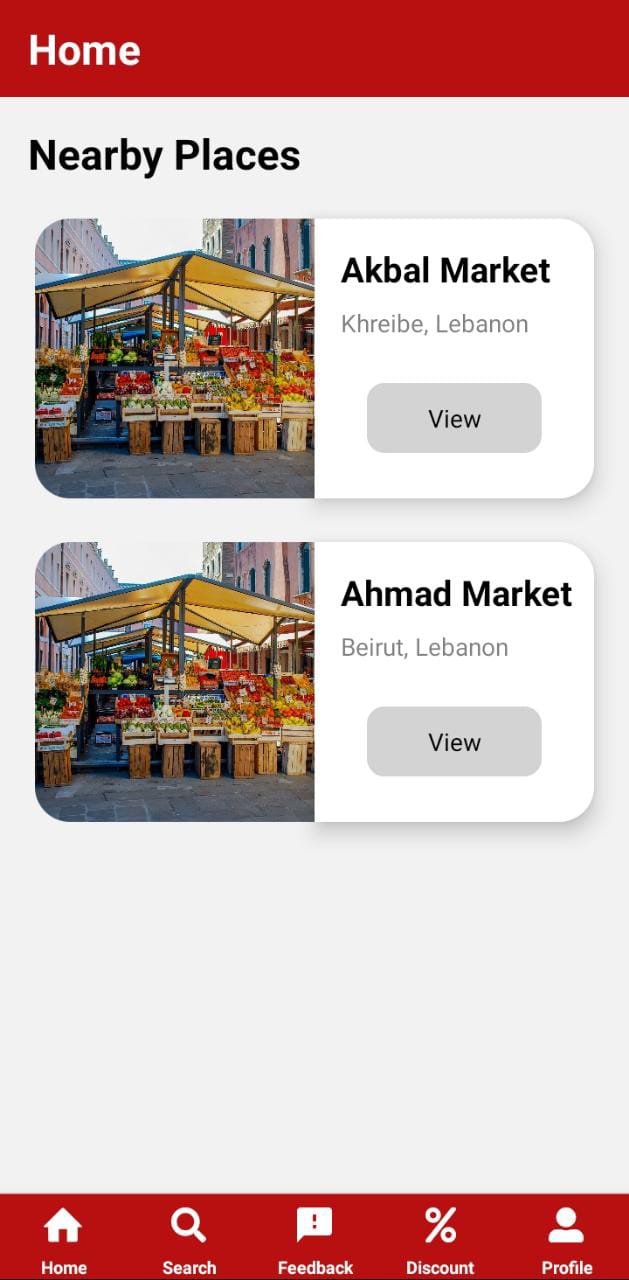 Home
Nearby Places
Akbal Market
Khreibe, Lebanon
View
Ahmad Market
Beirut, Lebanon
View
Home Search Feedback Discount Profile